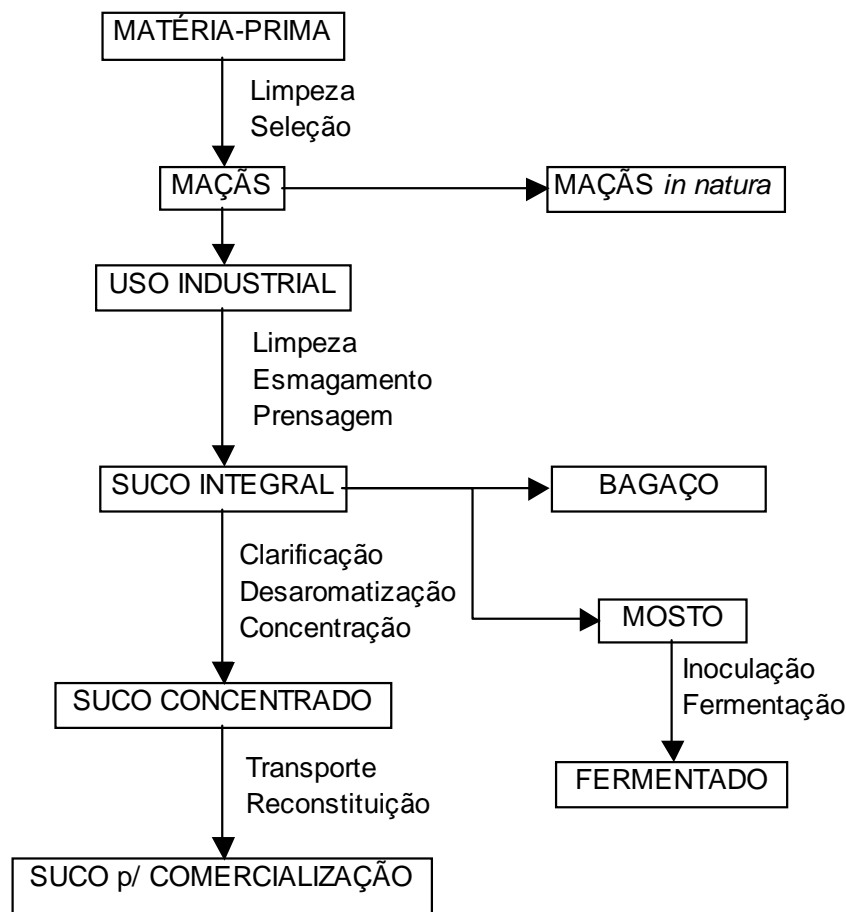 MATÉRIA-PRIMA
Limpeza
Seleção
MAÇÃS
MAÇÃS in natura
USO INDUSTRIAL
Limpeza
Esmagamento
Prensagem
SUCO INTEGRAL
BAGAÇO
Clarificação
Desaromatização
Concentração
MOSTO
Inoculação
Fermentação
SUCO CONCENTRADO
Transporte
Reconstituição
FERMENTADO
SUCO p/ COMERCIALIZAÇÃO